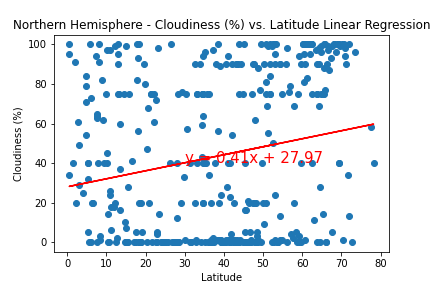 Northern Hemisphere - Cloudiness (%) vs. Latitude Linear Regression
100
80
60
40
20
0
Cloudiness (%)
y = 0.41x + 27.97
0 10 20 30 40 50 60 70 80
Latitude